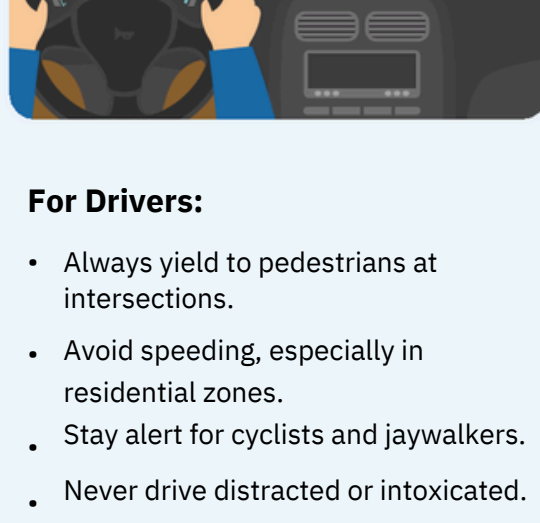 For Drivers:
• Always yield to pedestrians at
intersections.
• Avoid speeding, especially in
residential zones.
• Stay alert for cyclists and jaywalkers.
• Never drive distracted or intoxicated.